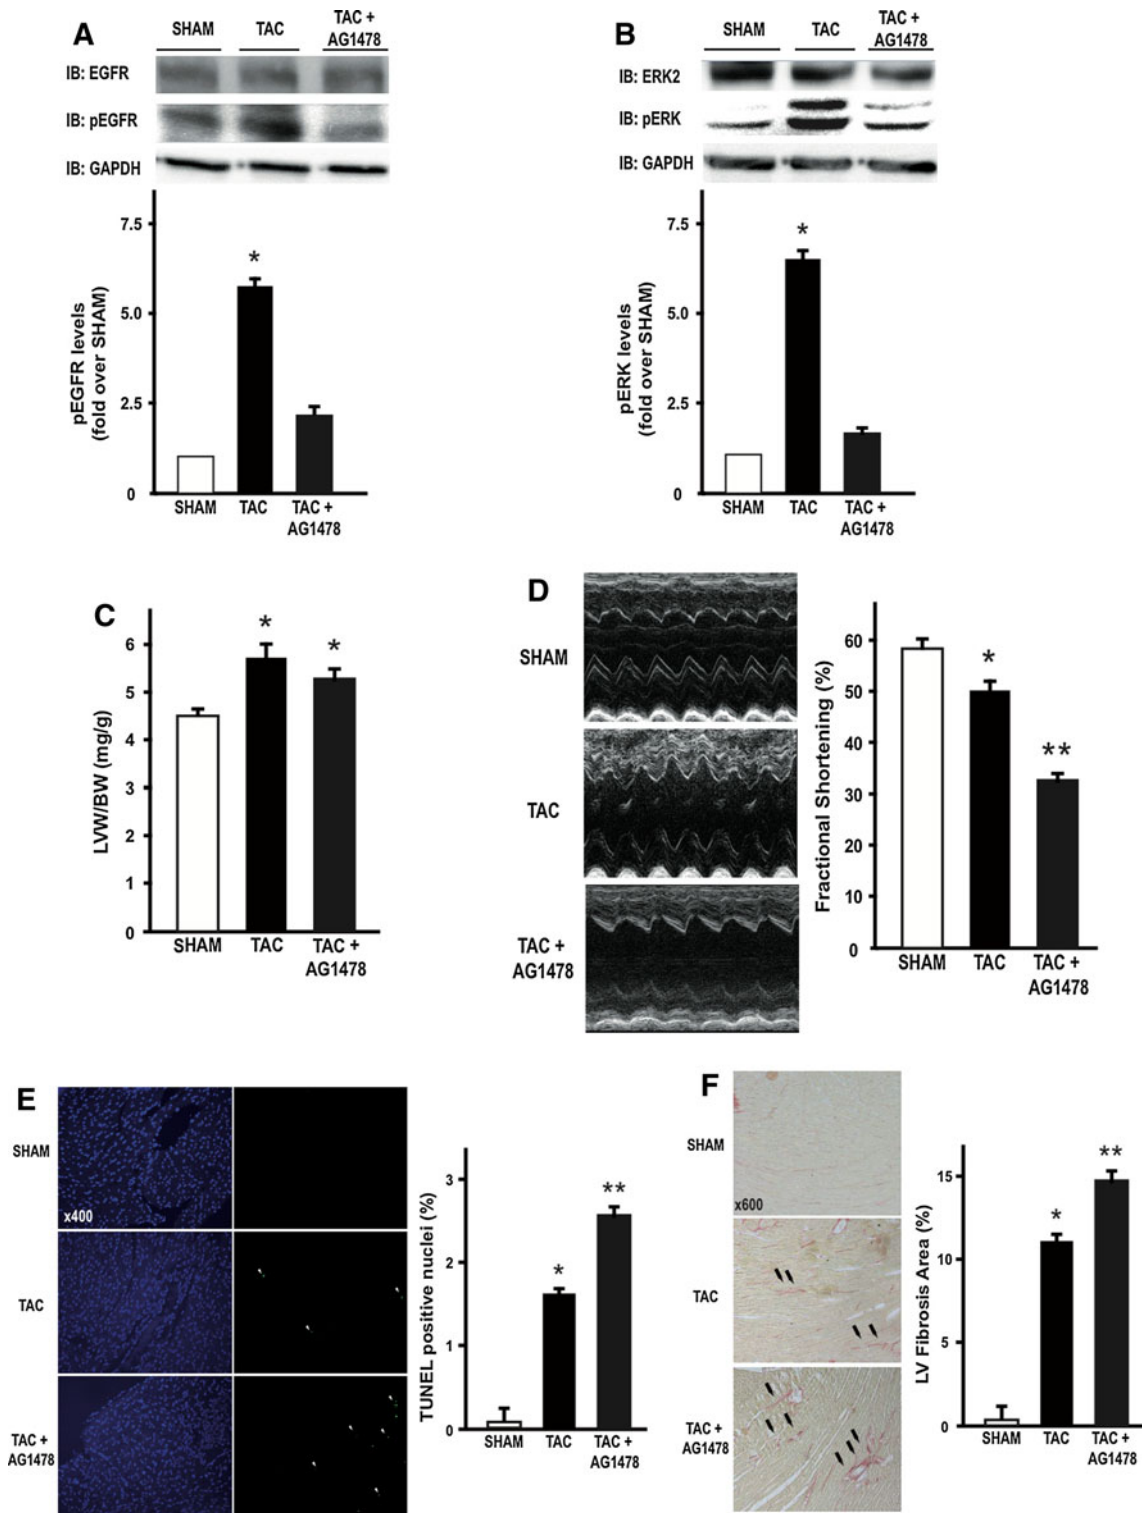 A
SHAM
TAC
TAC +
AG1478
IB: EGFR
IB: pEGFR
IB: GAPDH
pEGFR levels
(fold over SHAM)
7.5
5.0
2.5
0
*
SHAM
TAC
TAC +
AG1478
B
SHAM
TAC
TAC +
AG1478
IB: ERK2
IB: pERK
IB: GAPDH
pERK levels
(fold over SHAM)
7.5
5.0
2.5
0
*
SHAM
TAC
TAC +
AG1478
C
LVW/BW (mg/g)
6
5
4
3
2
1
0
*
*
SHAM
TAC
TAC +
AG1478
D
SHAM
TAC
TAC +
AG1478
Fractional Shortening (%)
60
50
40
30
20
10
0
*
**
SHAM
TAC
TAC +
AG1478
E
SHAM
x400
TAC
TAC +
AG1478
TUNEL positive nuclei (%)
3
2
1
0
*
**
SHAM
TAC
TAC +
AG1478
F
SHAM
x600
TAC
TAC +
AG1478
LV Fibrosis Area (%)
15
10
5
0
*
**
SHAM
TAC
TAC +
AG1478